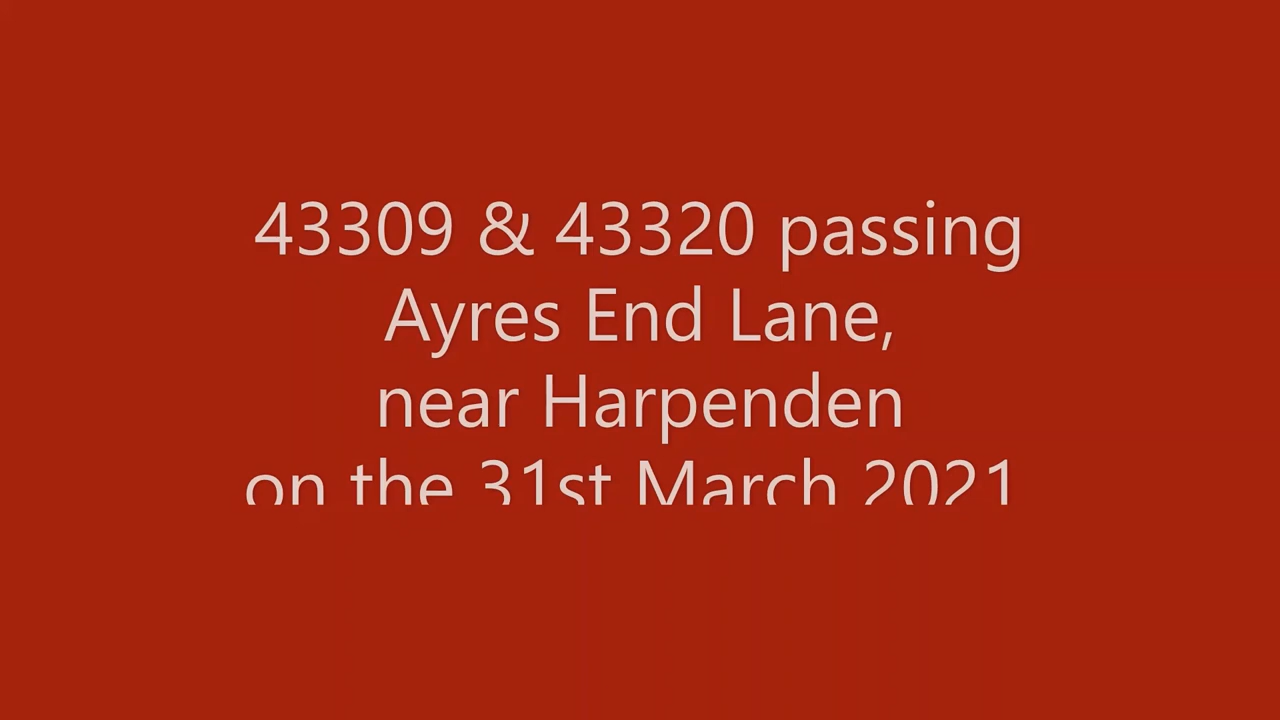 43309 & 43320 passing
Ayres End Lane,
near Harpenden
on the 31st March 2021